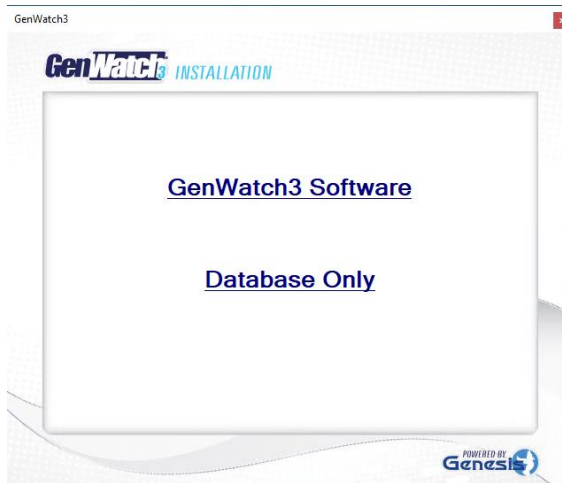 GenWatch3
x
GenWatch3 INSTALLATION
GenWatch3 Software
Database Only
POWERED BY
Genesis